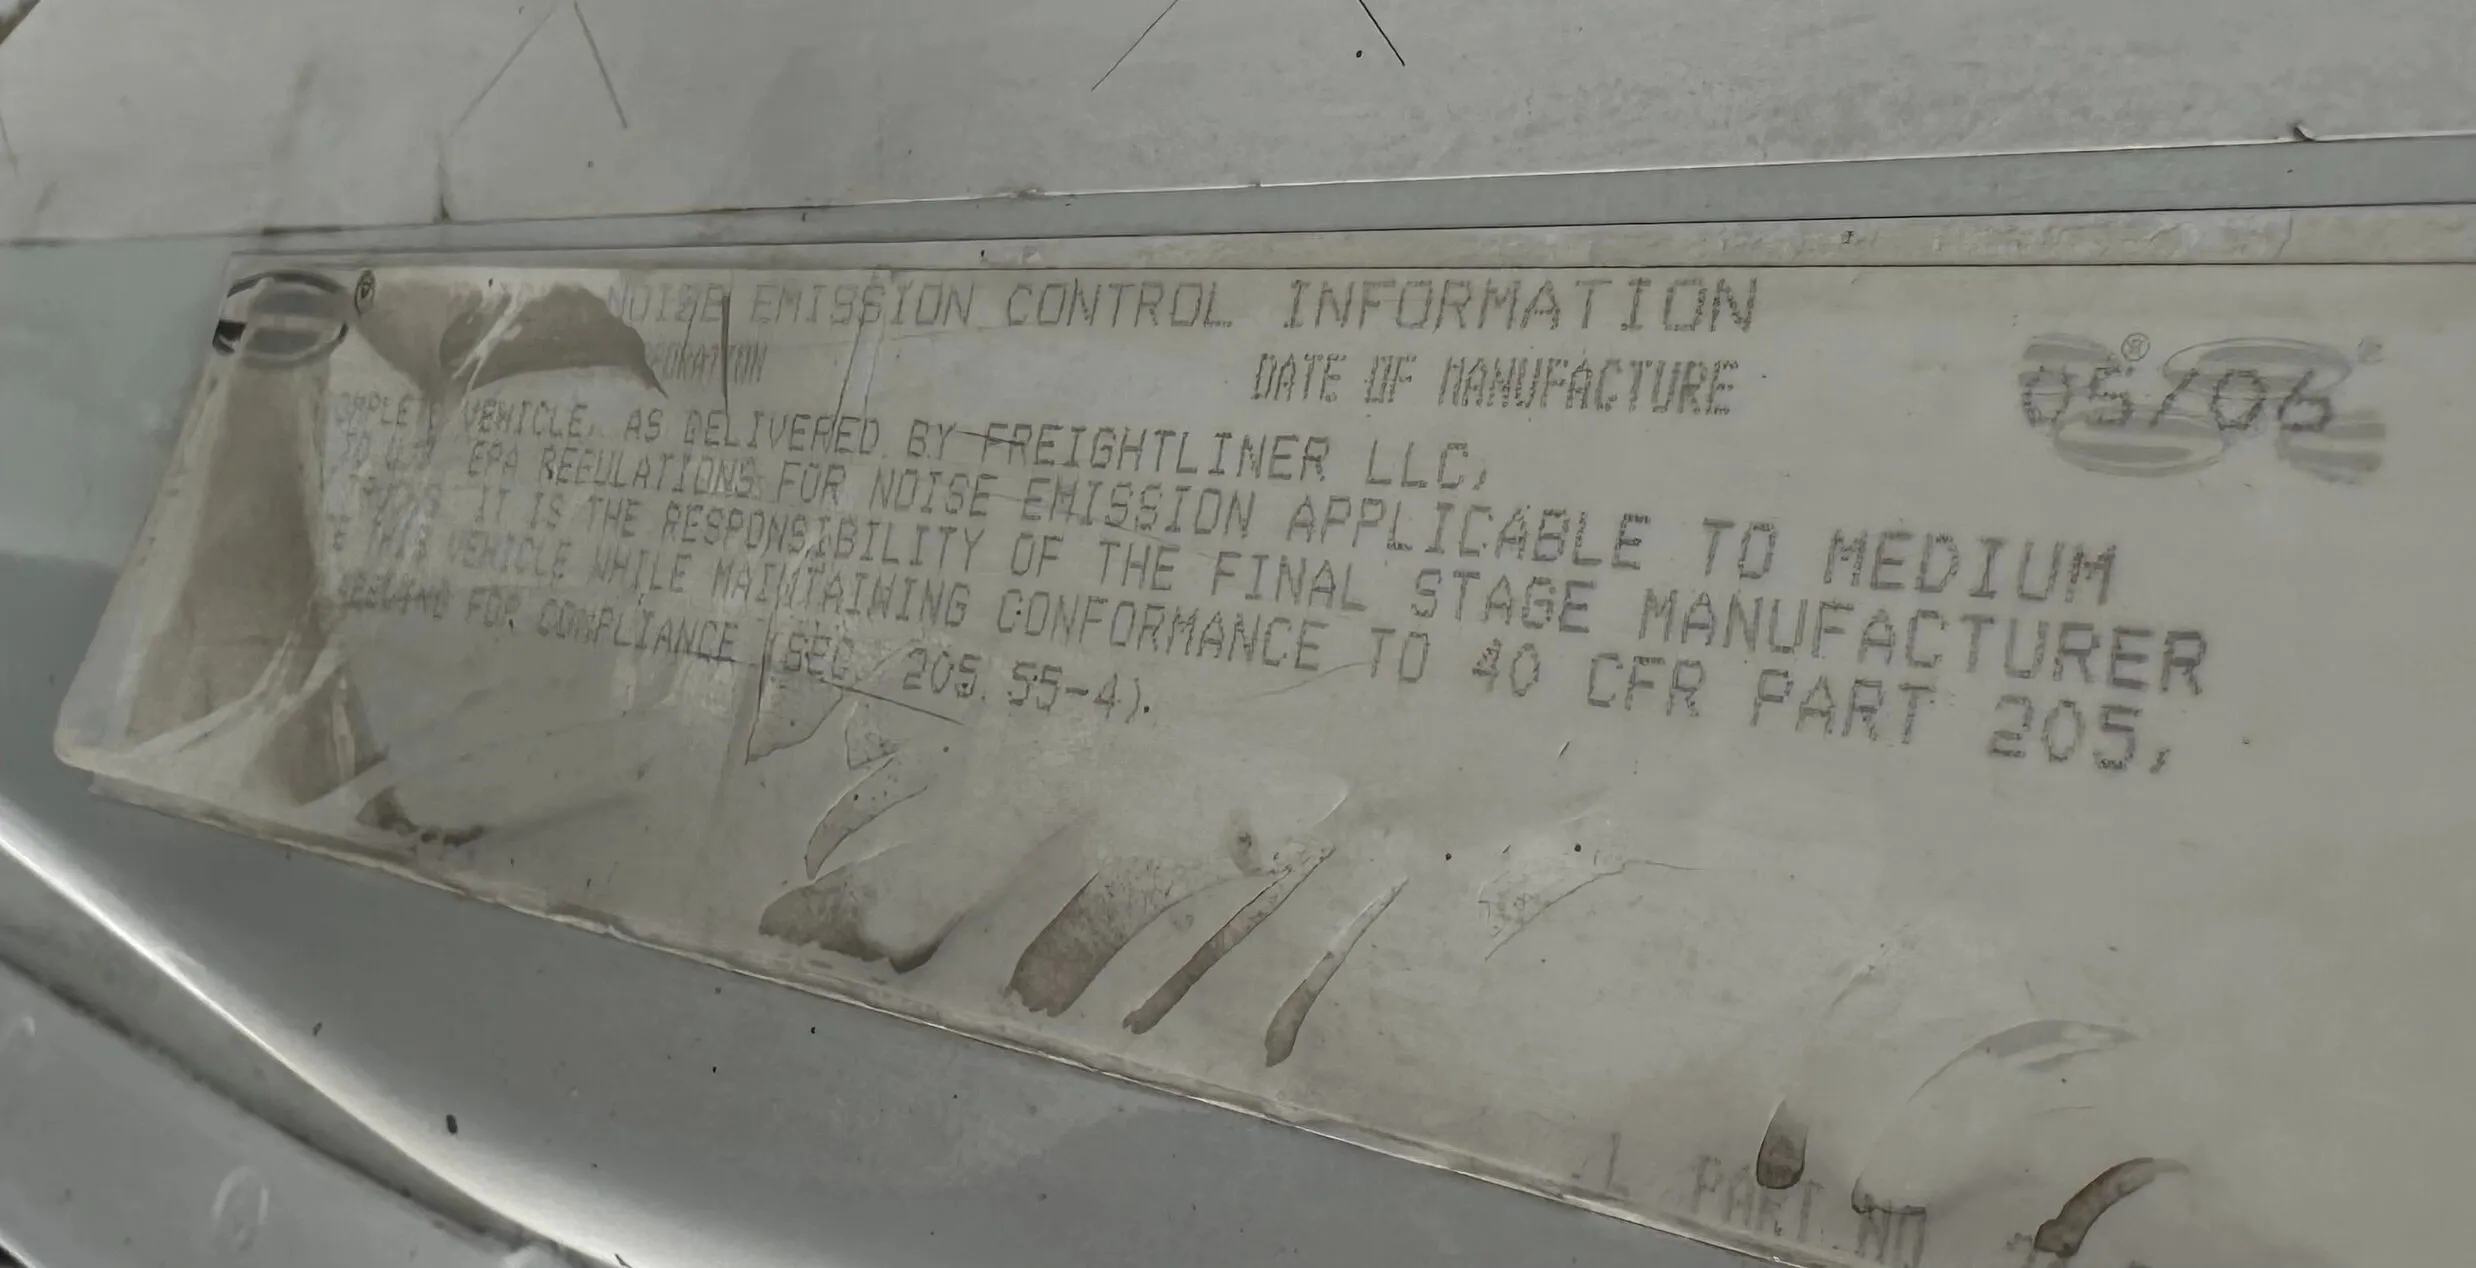 NOISE EMISSION CONTROL INFORMATION
DATE OF MANUFACTURE 05/06
VEHICLE, AS DELIVERED BY FREIGHTLINER LLC,
EPA REGULATIONS FOR NOISE EMISSION APPLICABLE TO MEDIUM
IT IS THE RESPONSIBILITY OF THE FINAL STAGE MANUFACTURER
THIS VEHICLE WHILE MAINTAINING CONFORMANCE TO 40 CFR PART 205,
FOR COMPLIANCE (SEC. 205.55-4).
PART NO